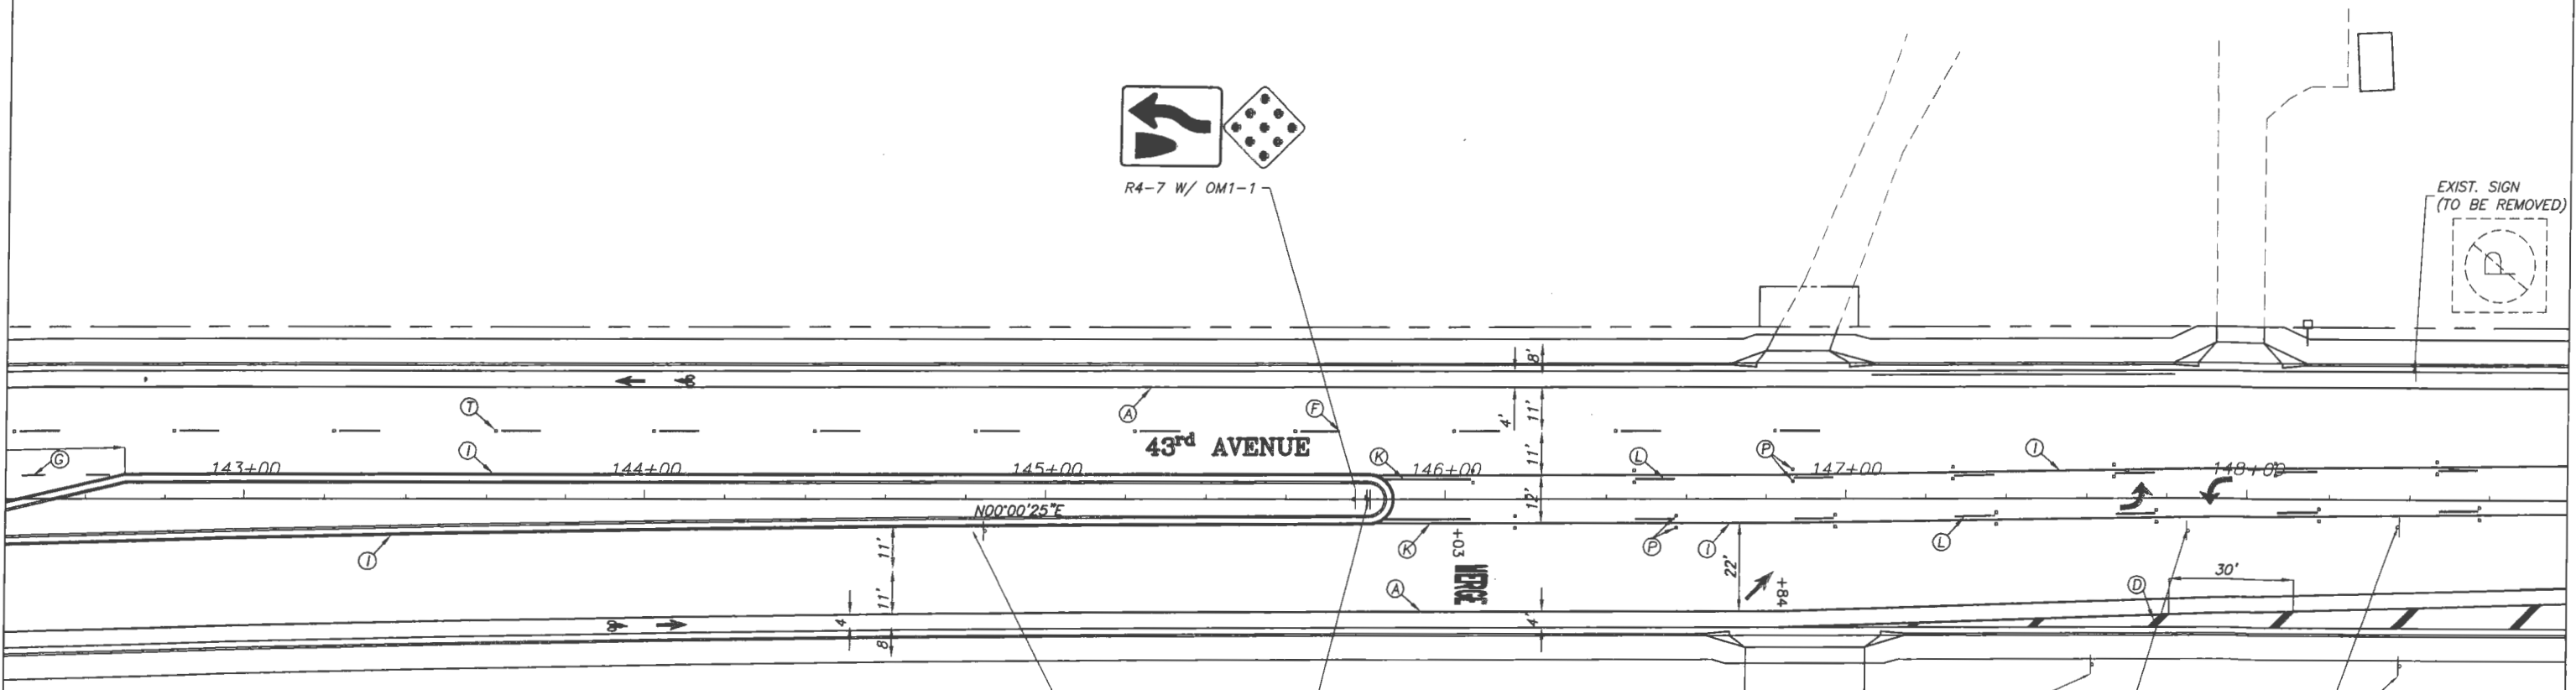 R4-7 W/ OM1-1
EXIST. SIGN
(TO BE REMOVED)
P
8'
4'
11'
T
A
F
43rd AVENUE
11'
G
I
143+00
144+00
145+00
K
146+00
L
P
147+00
I
148+00
12'
N00°00'25"E
I
11'
K
+03
P
I
22'
L
MERGE
11'
A
+84
D
30'
4'
4'
8'